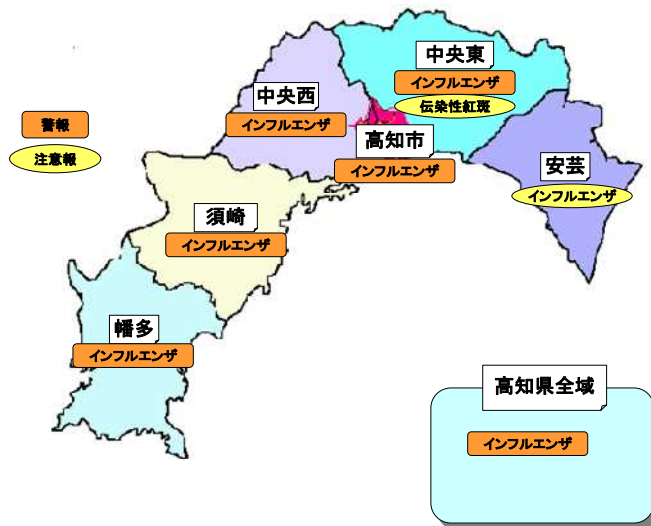 中央東
インフルエンザ
伝染性紅斑
中央西
インフルエンザ
警報
注意報
高知市
インフルエンザ
安芸
インフルエンザ
須崎
インフルエンザ
幡多
インフルエンザ
高知県全域
インフルエンザ